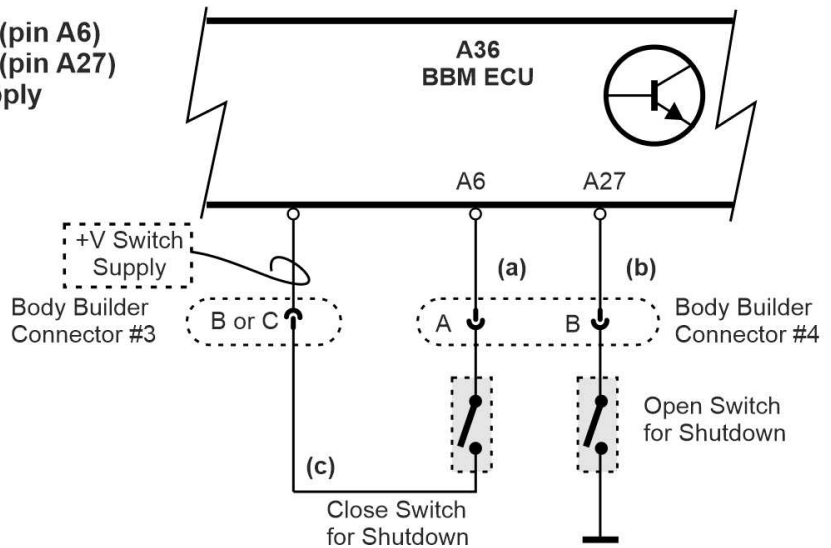 (pin A6)
(pin A27)
A36
BBM ECU
A6
A27
+V Switch
Supply
(a)
(b)
Body Builder
Connector #3
B or C
A
B
Body Builder
Connector #4
Open Switch
for Shutdown
(c)
Close Switch
for Shutdown